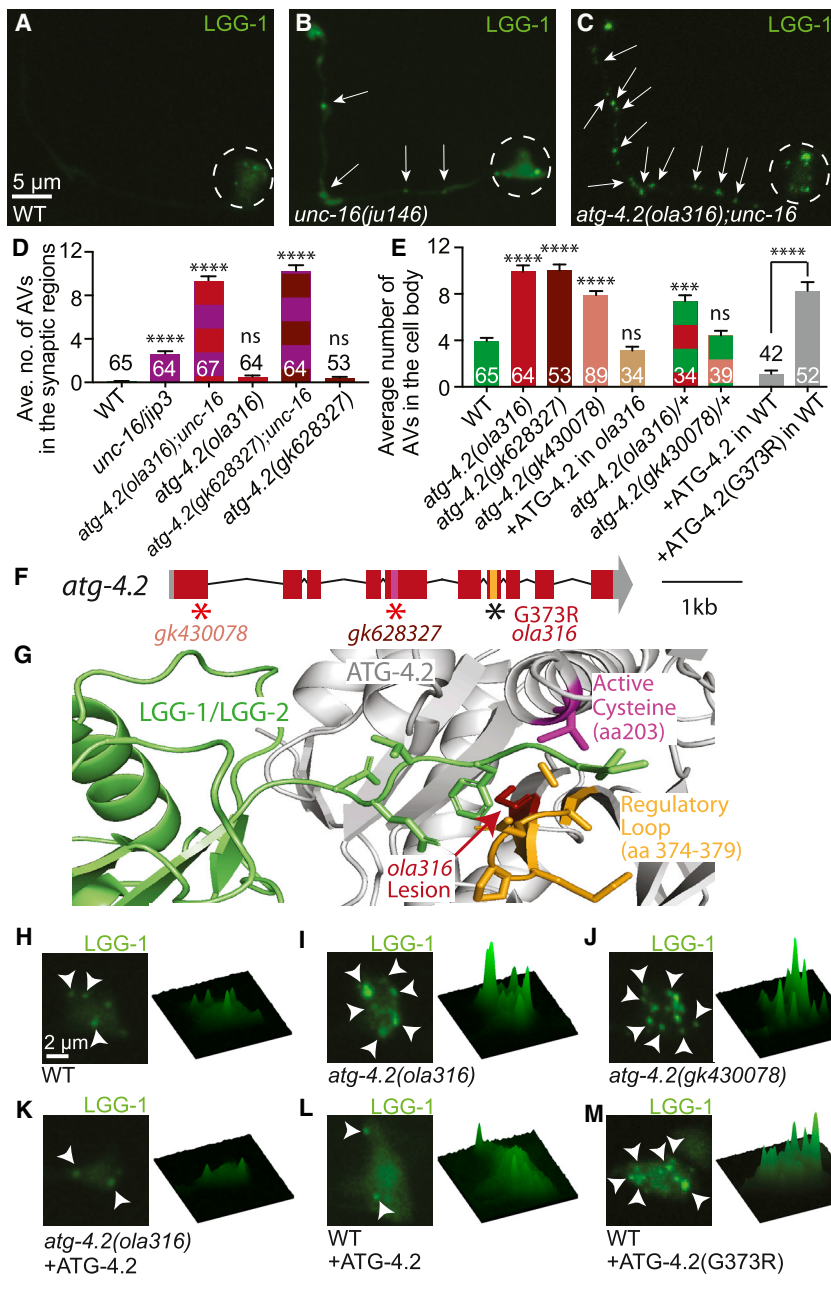 A LGG-1
5 µm
WT
B LGG-1
unc-16(ju146)
C LGG-1
atg-4.2(ola316);unc-16
D
Ave. no. of AVs
in the synaptic regions
12
8
4
0
65
**** 64
**** 67
ns 64
**** 64
ns 53
WT
unc-16/jip3
atg-4.2(ola316);unc-16
atg-4.2(ola316)
atg-4.2(gk628327);unc-16
atg-4.2(gk628327)
E
Average number of
AVs in the cell body
12
8
4
0
65
**** 64
**** 53
**** 89
ns 34
*** 34
ns 39
42
**** 52
WT
atg-4.2(ola316)
atg-4.2(gk628327)
atg-4.2(gk430078)
+ATG-4.2 in ola316
atg-4.2(ola316)/+
atg-4.2(gk430078)/+
+ATG-4.2 in WT
+ATG-4.2(G373R) in WT
F atg-4.2
* * * G373R
gk430078 gk628327 ola316
1kb
G
ATG-4.2
LGG-1/LGG-2
Active
Cysteine
(aa203)
Regulatory
Loop
(aa 374-379)
ola316
Lesion
H LGG-1
2 µm
WT
I LGG-1
atg-4.2(ola316)
J LGG-1
atg-4.2(gk430078)
K LGG-1
atg-4.2(ola316)
+ATG-4.2
L LGG-1
WT
+ATG-4.2
M LGG-1
WT
+ATG-4.2(G373R)